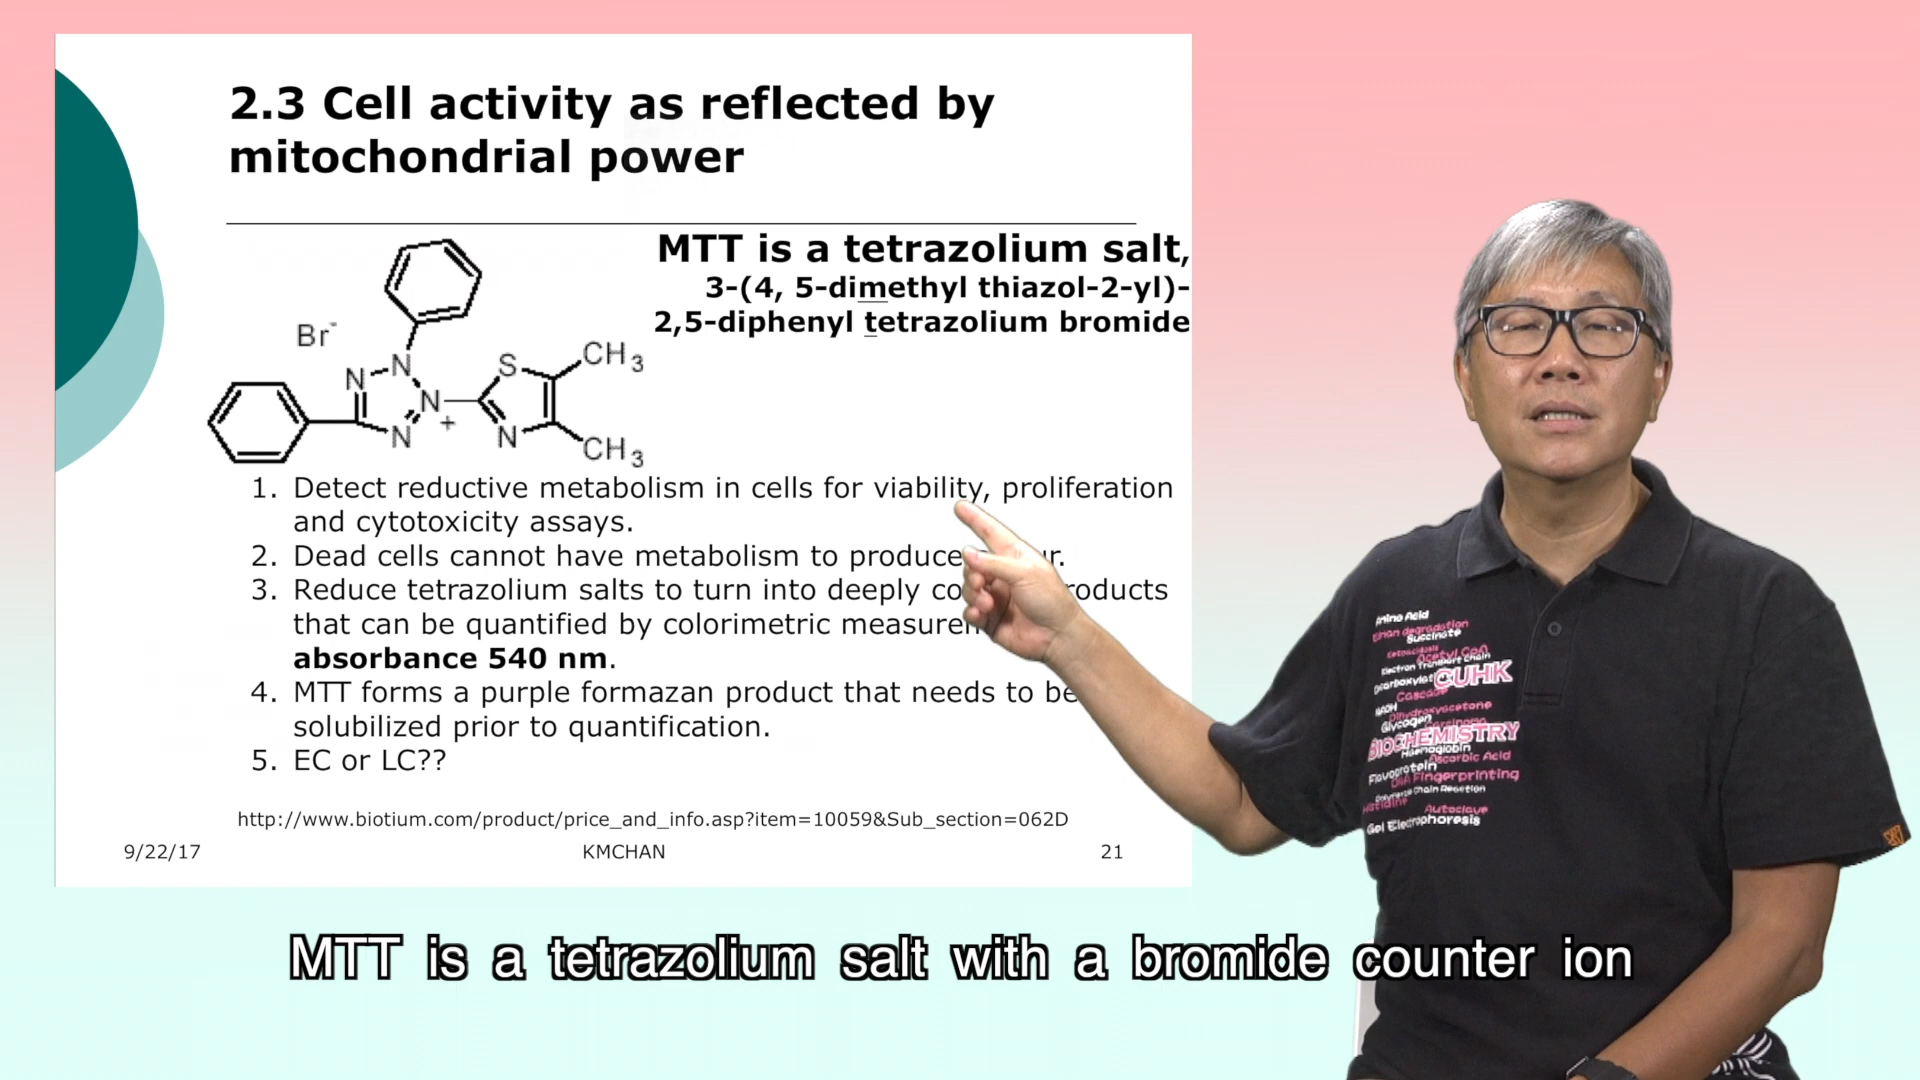 2.3 Cell activity as reflected by
mitochondrial power
MTT is a tetrazolium salt,
3-(4, 5-dimethyl thiazol-2-yl)-
2,5-diphenyl tetrazolium bromide
Br-
N N N+ N
S N
CH3
CH3
1. Detect reductive metabolism in cells for viability, proliferation
and cytotoxicity assays.
2. Dead cells cannot have metabolism to produce
3. Reduce tetrazolium salts to turn into deeply
that can be quantified by colorimetric
absorbance 540 nm.
4. MTT forms a purple formazan product that needs to be
solubilized prior to quantification.
5. EC or LC??
http://www.biotium.com/product/price_and_info.asp?item=10059&Sub_section=062D
9/22/17 KMCHAN 21
Amino Acid
degradation
Succinate
Ketoacidosis
Acetyl CoA
Electron Transport Chain
CUHK
Cascade
NADH
Dihydroxyacetone
Glycogen
Carcinoma
BIOCHEMISTRY
Haemoglobin
Ascorbic Acid
Flavoprotein
DNA Fingerprinting
Chain Reaction
Histidine
Autoclave
Gel Electrophoresis
MTT is a tetrazolium salt with a bromide counter ion